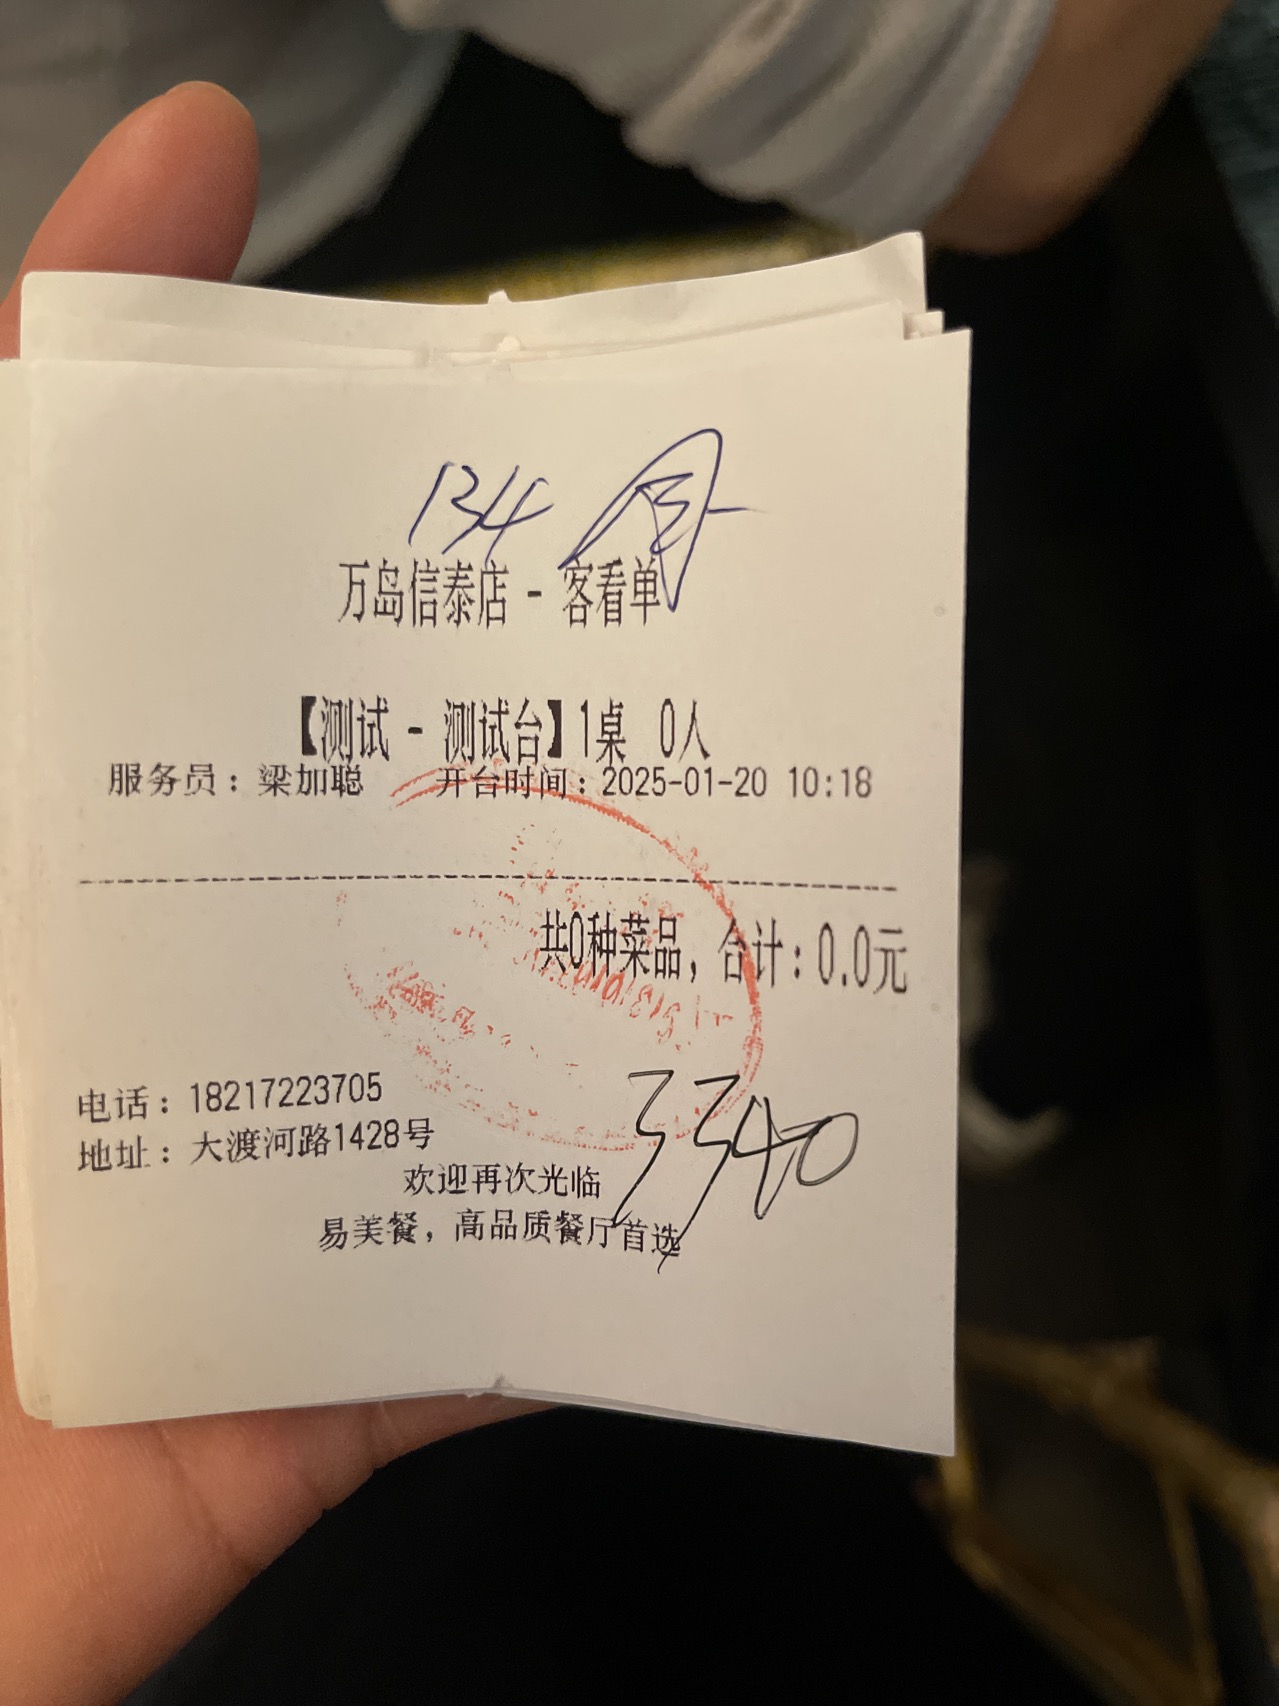 134
万岛信泰店 - 客看单
【测试 - 测试台】1桌 0人
服务员：梁加聪 开台时间：2025-01-20 10:18
共0种菜品，合计：0.0元
电话：18217223705
地址：大渡河路1428号
3340
欢迎再次光临
易美餐，高品质餐厅首选